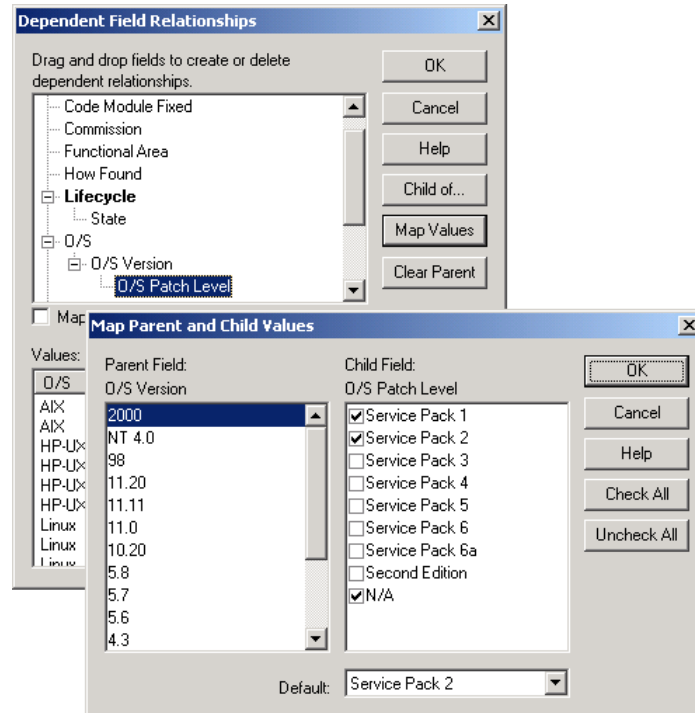 Dependent Field Relationships
Drag and drop fields to create or delete
dependent relationships.
Code Module Fixed
Commission
Functional Area
How Found
Lifecycle
State
O/S
O/S Version
O/S Patch Level
OK
Cancel
Help
Child of...
Map Values
Clear Parent
Map
Values:
O/S
AIX
AIX
HP-UX
HP-UX
HP-UX
HP-UX
Linux
Linux
Linux
Map Parent and Child Values
Parent Field:
O/S Version
2000
NT 4.0
98
11.20
11.11
11.0
10.20
5.8
5.7
5.6
4.3
Child Field:
O/S Patch Level
Service Pack 1
Service Pack 2
Service Pack 3
Service Pack 4
Service Pack 5
Service Pack 6
Service Pack 6a
Second Edition
N/A
OK
Cancel
Help
Check All
Uncheck All
Default: Service Pack 2